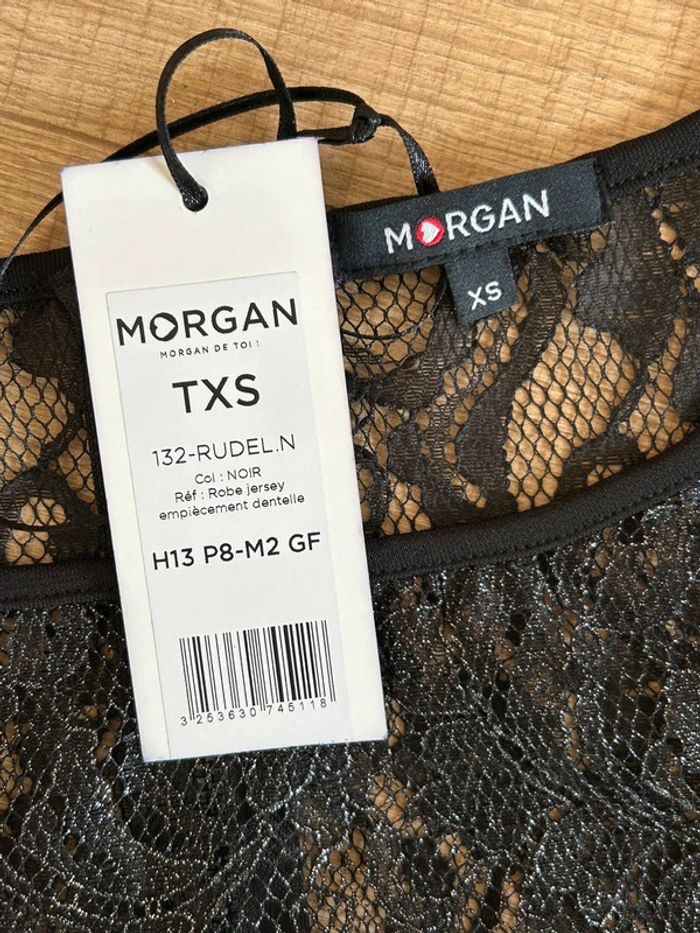 MORGAN
XS
MORGAN
MORGAN DE TOI !
TXS
132-RUDEL.N
Col : NOIR
Réf : Robe jersey
empiècement dentelle
H13 P8-M2 GF
3 253630 745118